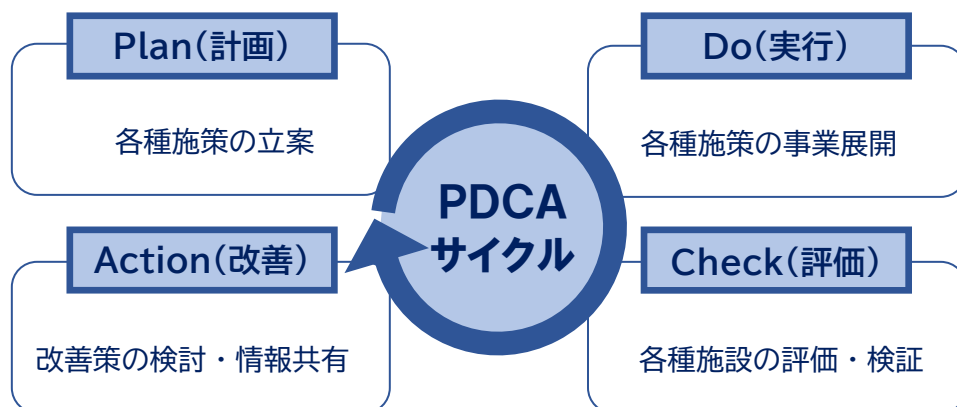 Plan(計画)
各種施策の立案
Do(実行)
各種施策の事業展開
PDCA
サイクル
Action(改善)
改善策の検討・情報共有
Check(評価)
各種施設の評価・検証